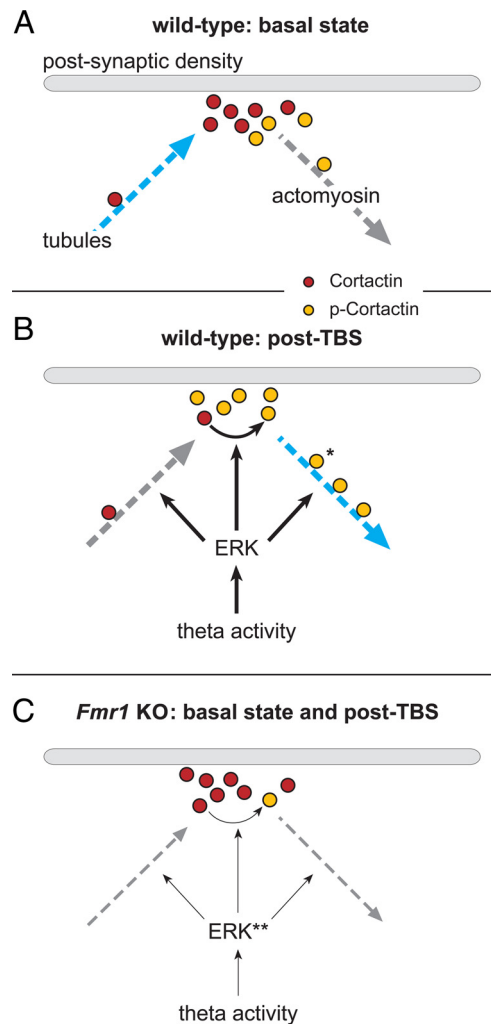 A
wild-type: basal state
post-synaptic density
actomyosin
tubules
Cortactin
p-Cortactin
B
wild-type: post-TBS
*
ERK
theta activity
C
Fmr1 KO: basal state and post-TBS
ERK**
theta activity